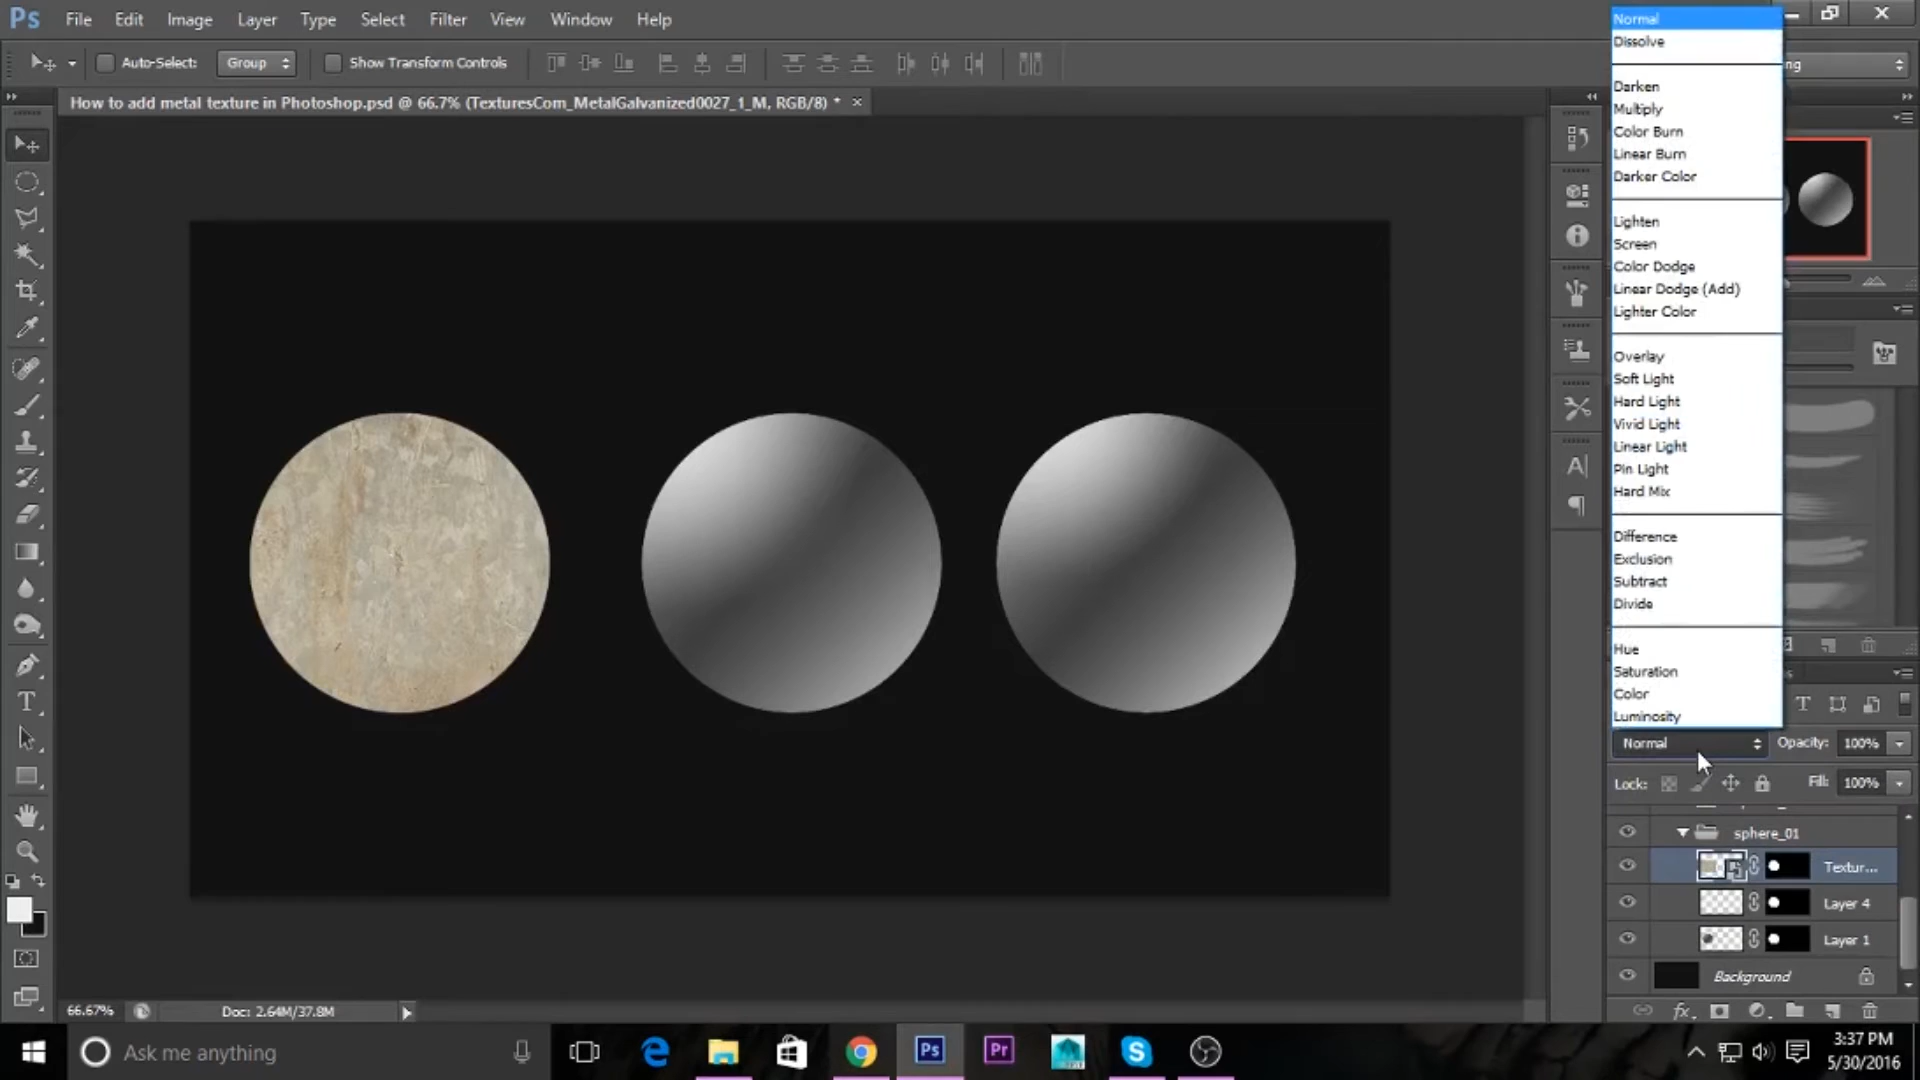 Ps File Edit Image Layer Type Select Filter View Window Help
Auto-Select: Group Show Transform Controls
How to add metal texture in Photoshop.psd @ 66.7% (TexturesCom_MetalGalvanized0027_1_M, RGB/8) *
Normal
Dissolve
Darken
Multiply
Color Burn
Linear Burn
Darker Color
Lighten
Screen
Color Dodge
Linear Dodge (Add)
Lighter Color
Overlay
Soft Light
Hard Light
Vivid Light
Linear Light
Pin Light
Hard Mix
Difference
Exclusion
Subtract
Divide
Hue
Saturation
Color
Luminosity
Normal Opacity: 100%
Lock: Fill: 100%
sphere_01
Textur...
Layer 4
Layer 1
Background
66.67% Doc: 2.64M/37.8M
Ask me anything
Ps
Pr
3:37 PM
5/30/2016